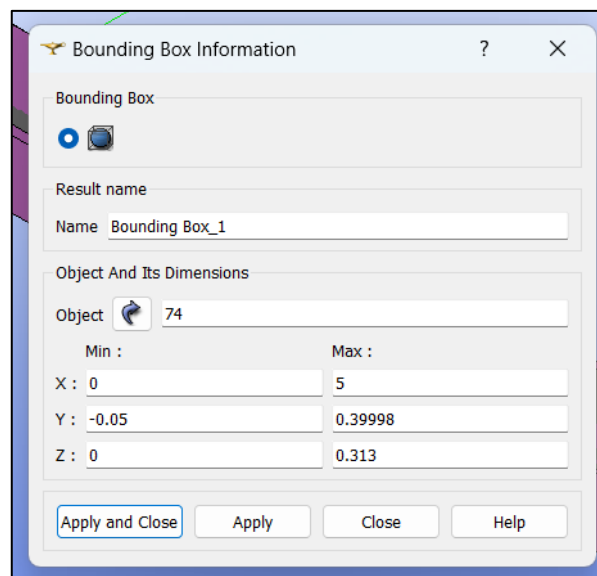 Bounding Box Information ?
Bounding Box
Result name
Name Bounding Box_1
Object And Its Dimensions
Object 74
Min : Max :
X : 0 5
Y : -0.05 0.39998
Z : 0 0.313
Apply and Close Apply Close Help